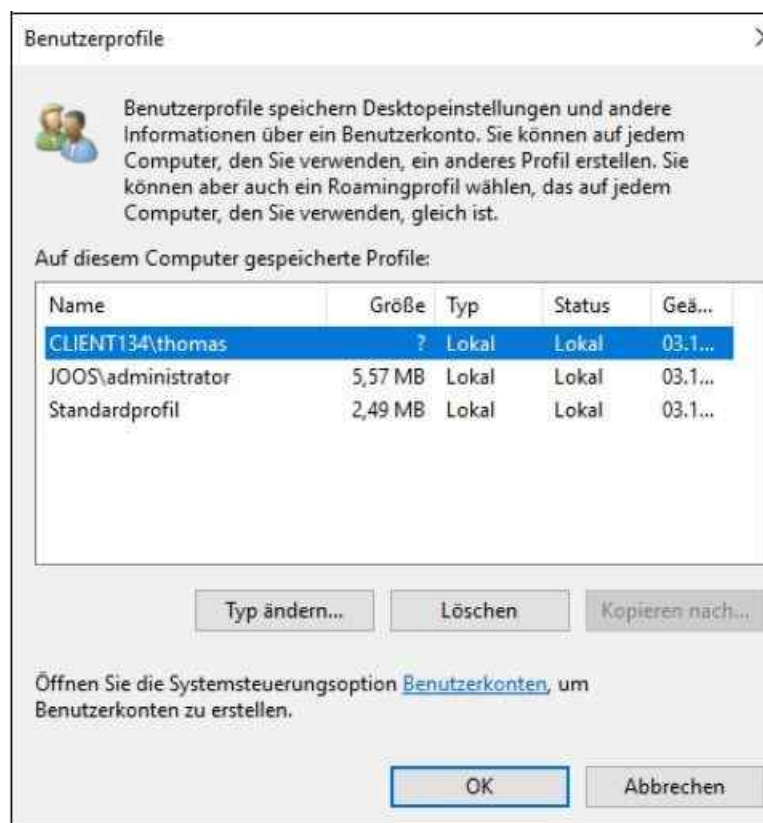 Benutzerprofile
Benutzerprofile speichern Desktopeinstellungen und andere
Informationen über ein Benutzerkonto. Sie können auf jedem
Computer, den Sie verwenden, ein anderes Profil erstellen. Sie
können aber auch ein Roamingprofil wählen, das auf jedem
Computer, den Sie verwenden, gleich ist.
Auf diesem Computer gespeicherte Profile:
Name Größe Typ Status Geä...
CLIENT134\thomas ? Lokal Lokal 03.1...
JOOS\administrator 5,57 MB Lokal Lokal 03.1...
Standardprofil 2,49 MB Lokal Lokal 03.1...
Typ ändern... Löschen Kopieren nach...
Öffnen Sie die Systemsteuerungsoption Benutzerkonten, um
Benutzerkonten zu erstellen.
OK Abbrechen